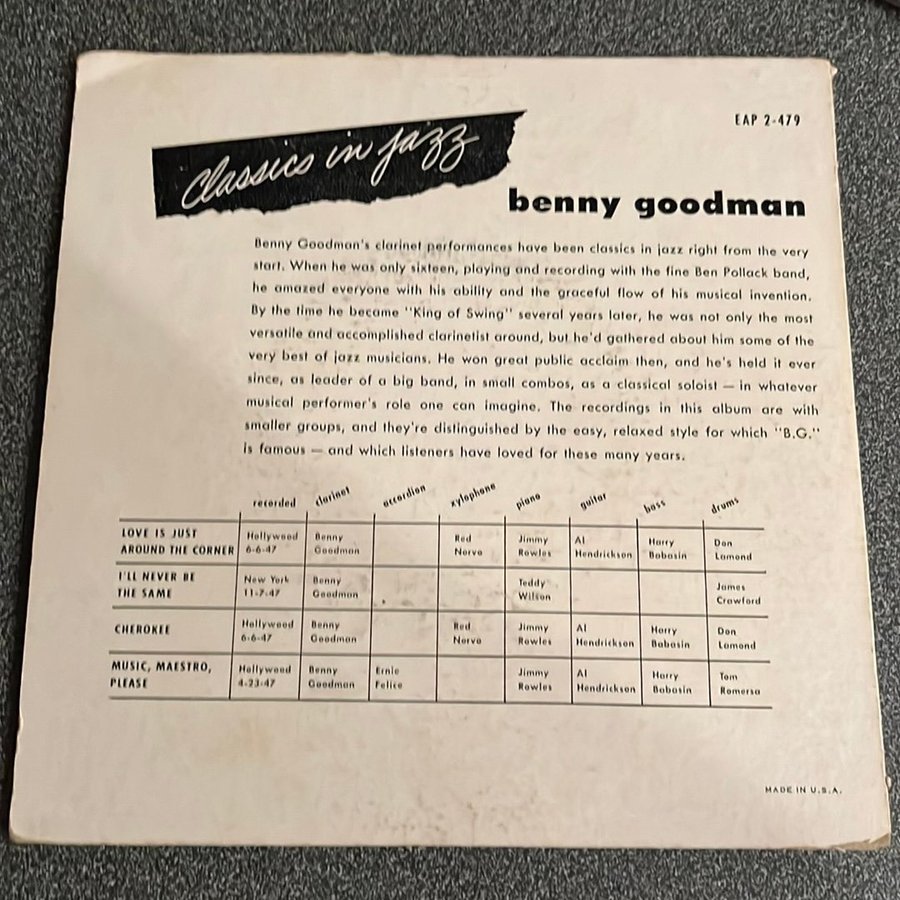 EAP 2-479
Classics in jazz
benny goodman
Benny Goodman's clarinet performances have been classics in jazz right from the very
start. When he was only sixteen, playing and recording with the fine Ben Pollack band,
he amazed everyone with his ability and the graceful flow of his musical invention.
By the time he became "King of Swing" several years later, he was not only the most
versatile and accomplished clarinetist around, but he'd gathered about him some of the
very best of jazz musicians. He won great public acclaim then, and he's held it ever
since, as leader of a big band, in small combos, as a classical soloist — in whatever
musical performer's role one can imagine. The recordings in this album are with
smaller groups, and they're distinguished by the easy, relaxed style for which "B.G."
is famous — and which listeners have loved for these many years.
recorded clarinet accordion xylophone piano guitar bass drums
LOVE IS JUST Hollywood Benny Red Jimmy Al Harry Don
AROUND THE CORNER 6-6-47 Goodman Norvo Rowles Hendrickson Babasin Lamond
I'LL NEVER BE New York Benny Teddy James
THE SAME 11-7-47 Goodman Wilson Crawford
CHEROKEE Hollywood Benny Red Jimmy Al Harry Don
6-6-47 Goodman Norvo Rowles Hendrickson Babasin Lamond
MUSIC, MAESTRO, Hollywood Benny Ernie Jimmy Al Harry Tom
PLEASE 4-23-47 Goodman Felice Rowles Hendrickson Babasin Romersa
MADE IN U.S.A.